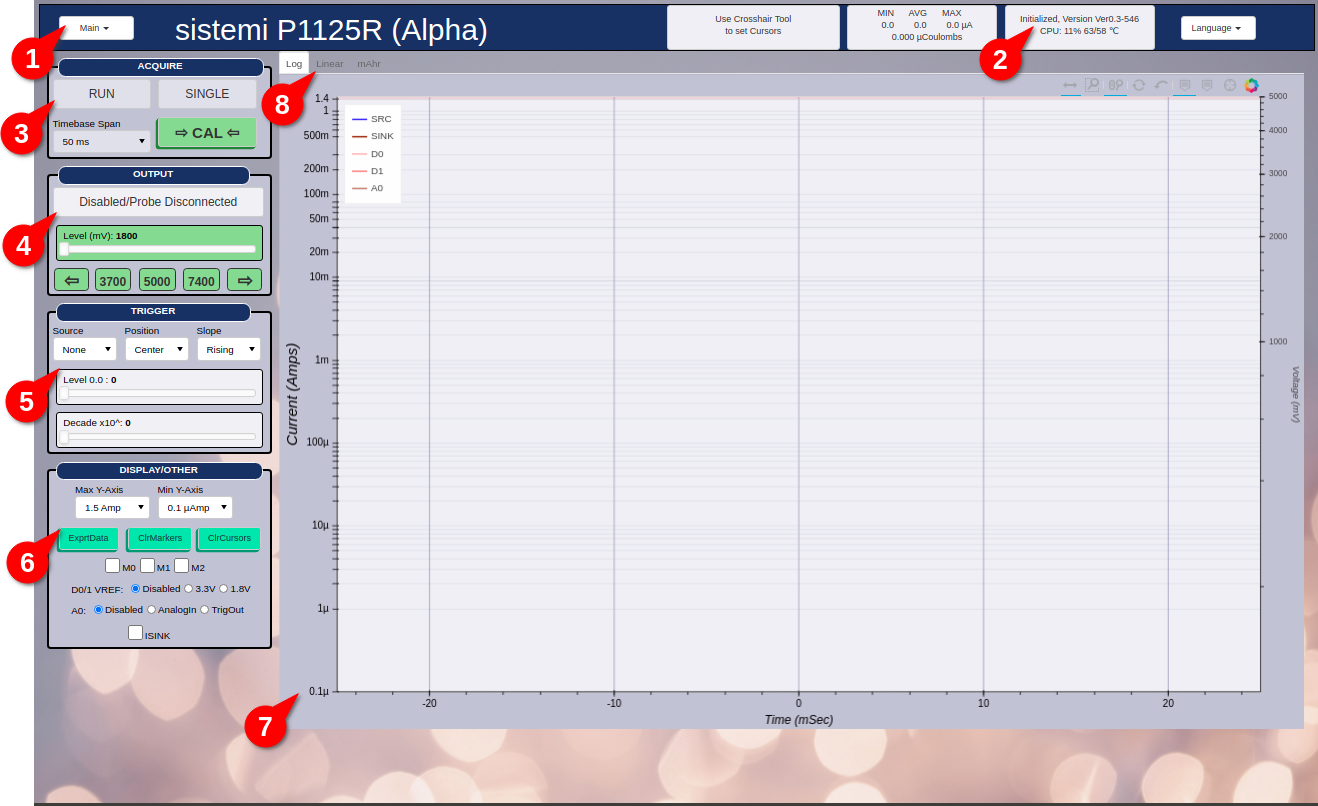 Main
sistemi P1125R (Alpha)
Use Crosshair Tool
to set Cursors
MIN AVG MAX
0.0 0.0 0.0 µA
0.000 µCoulombs
Initialized, Version Ver0.3-546
CPU: 11% 63/58 ℃
Language
1
2
ACQUIRE
RUN SINGLE
Timebase Span
50 ms
⇨ CAL ⇦
3
OUTPUT
Disabled/Probe Disconnected
Level (mV): 1800
⇦ 3700 5000 7400 ⇨
4
TRIGGER
Source Position Slope
None Center Rising
Level 0.0 : 0
Decade x10^: 0
5
DISPLAY/OTHER
Max Y-Axis Min Y-Axis
1.5 Amp 0.1 µAmp
ExprtData ClrMarkers ClrCursors
M0 M1 M2
D0/1 VREF: Disabled 3.3V 1.8V
A0: Disabled AnalogIn TrigOut
ISINK
6
Log Linear mAhr
8
SRC
SINK
D0
D1
A0
Current (Amps)
1.4
1
500m
200m
100m
50m
20m
10m
1m
100µ
10µ
1µ
0.1µ
-20 -10 0 10 20
Time (mSec)
5000
4000
3000
2000
1000
Voltage (mV)
7